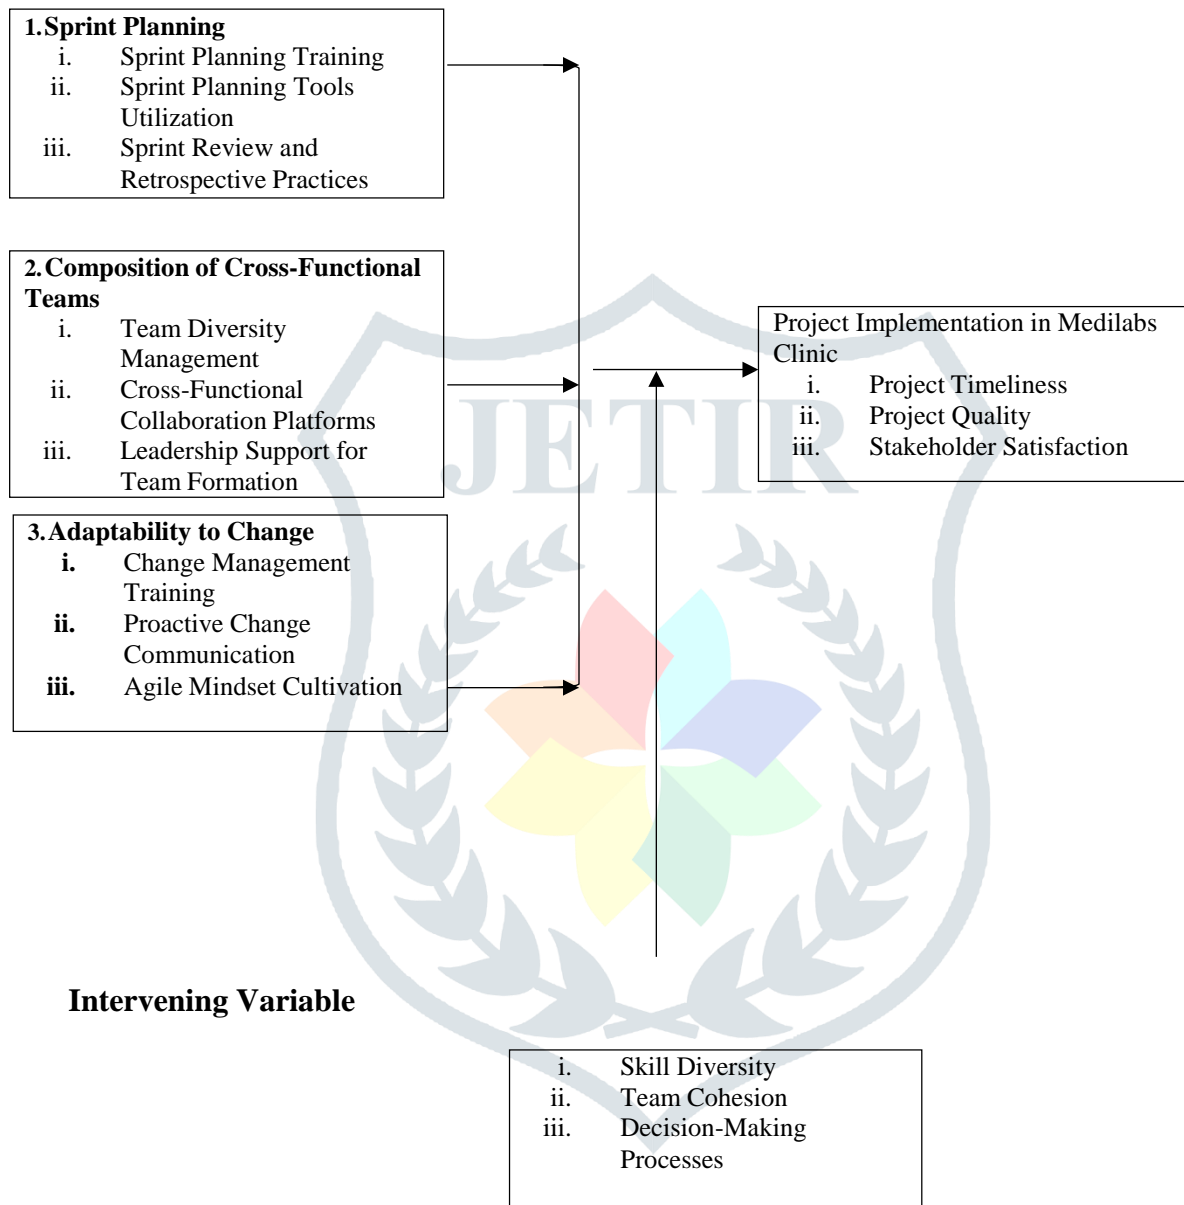 1. Sprint Planning
i. Sprint Planning Training
ii. Sprint Planning Tools
Utilization
iii. Sprint Review and
Retrospective Practices
2. Composition of Cross-Functional
Teams
i. Team Diversity
Management
ii. Cross-Functional
Collaboration Platforms
iii. Leadership Support for
Team Formation
3. Adaptability to Change
i. Change Management
Training
ii. Proactive Change
Communication
iii. Agile Mindset Cultivation
Project Implementation in Medilabs
Clinic
i. Project Timeliness
ii. Project Quality
iii. Stakeholder Satisfaction
JETIR
Intervening Variable
i. Skill Diversity
ii. Team Cohesion
iii. Decision-Making
Processes